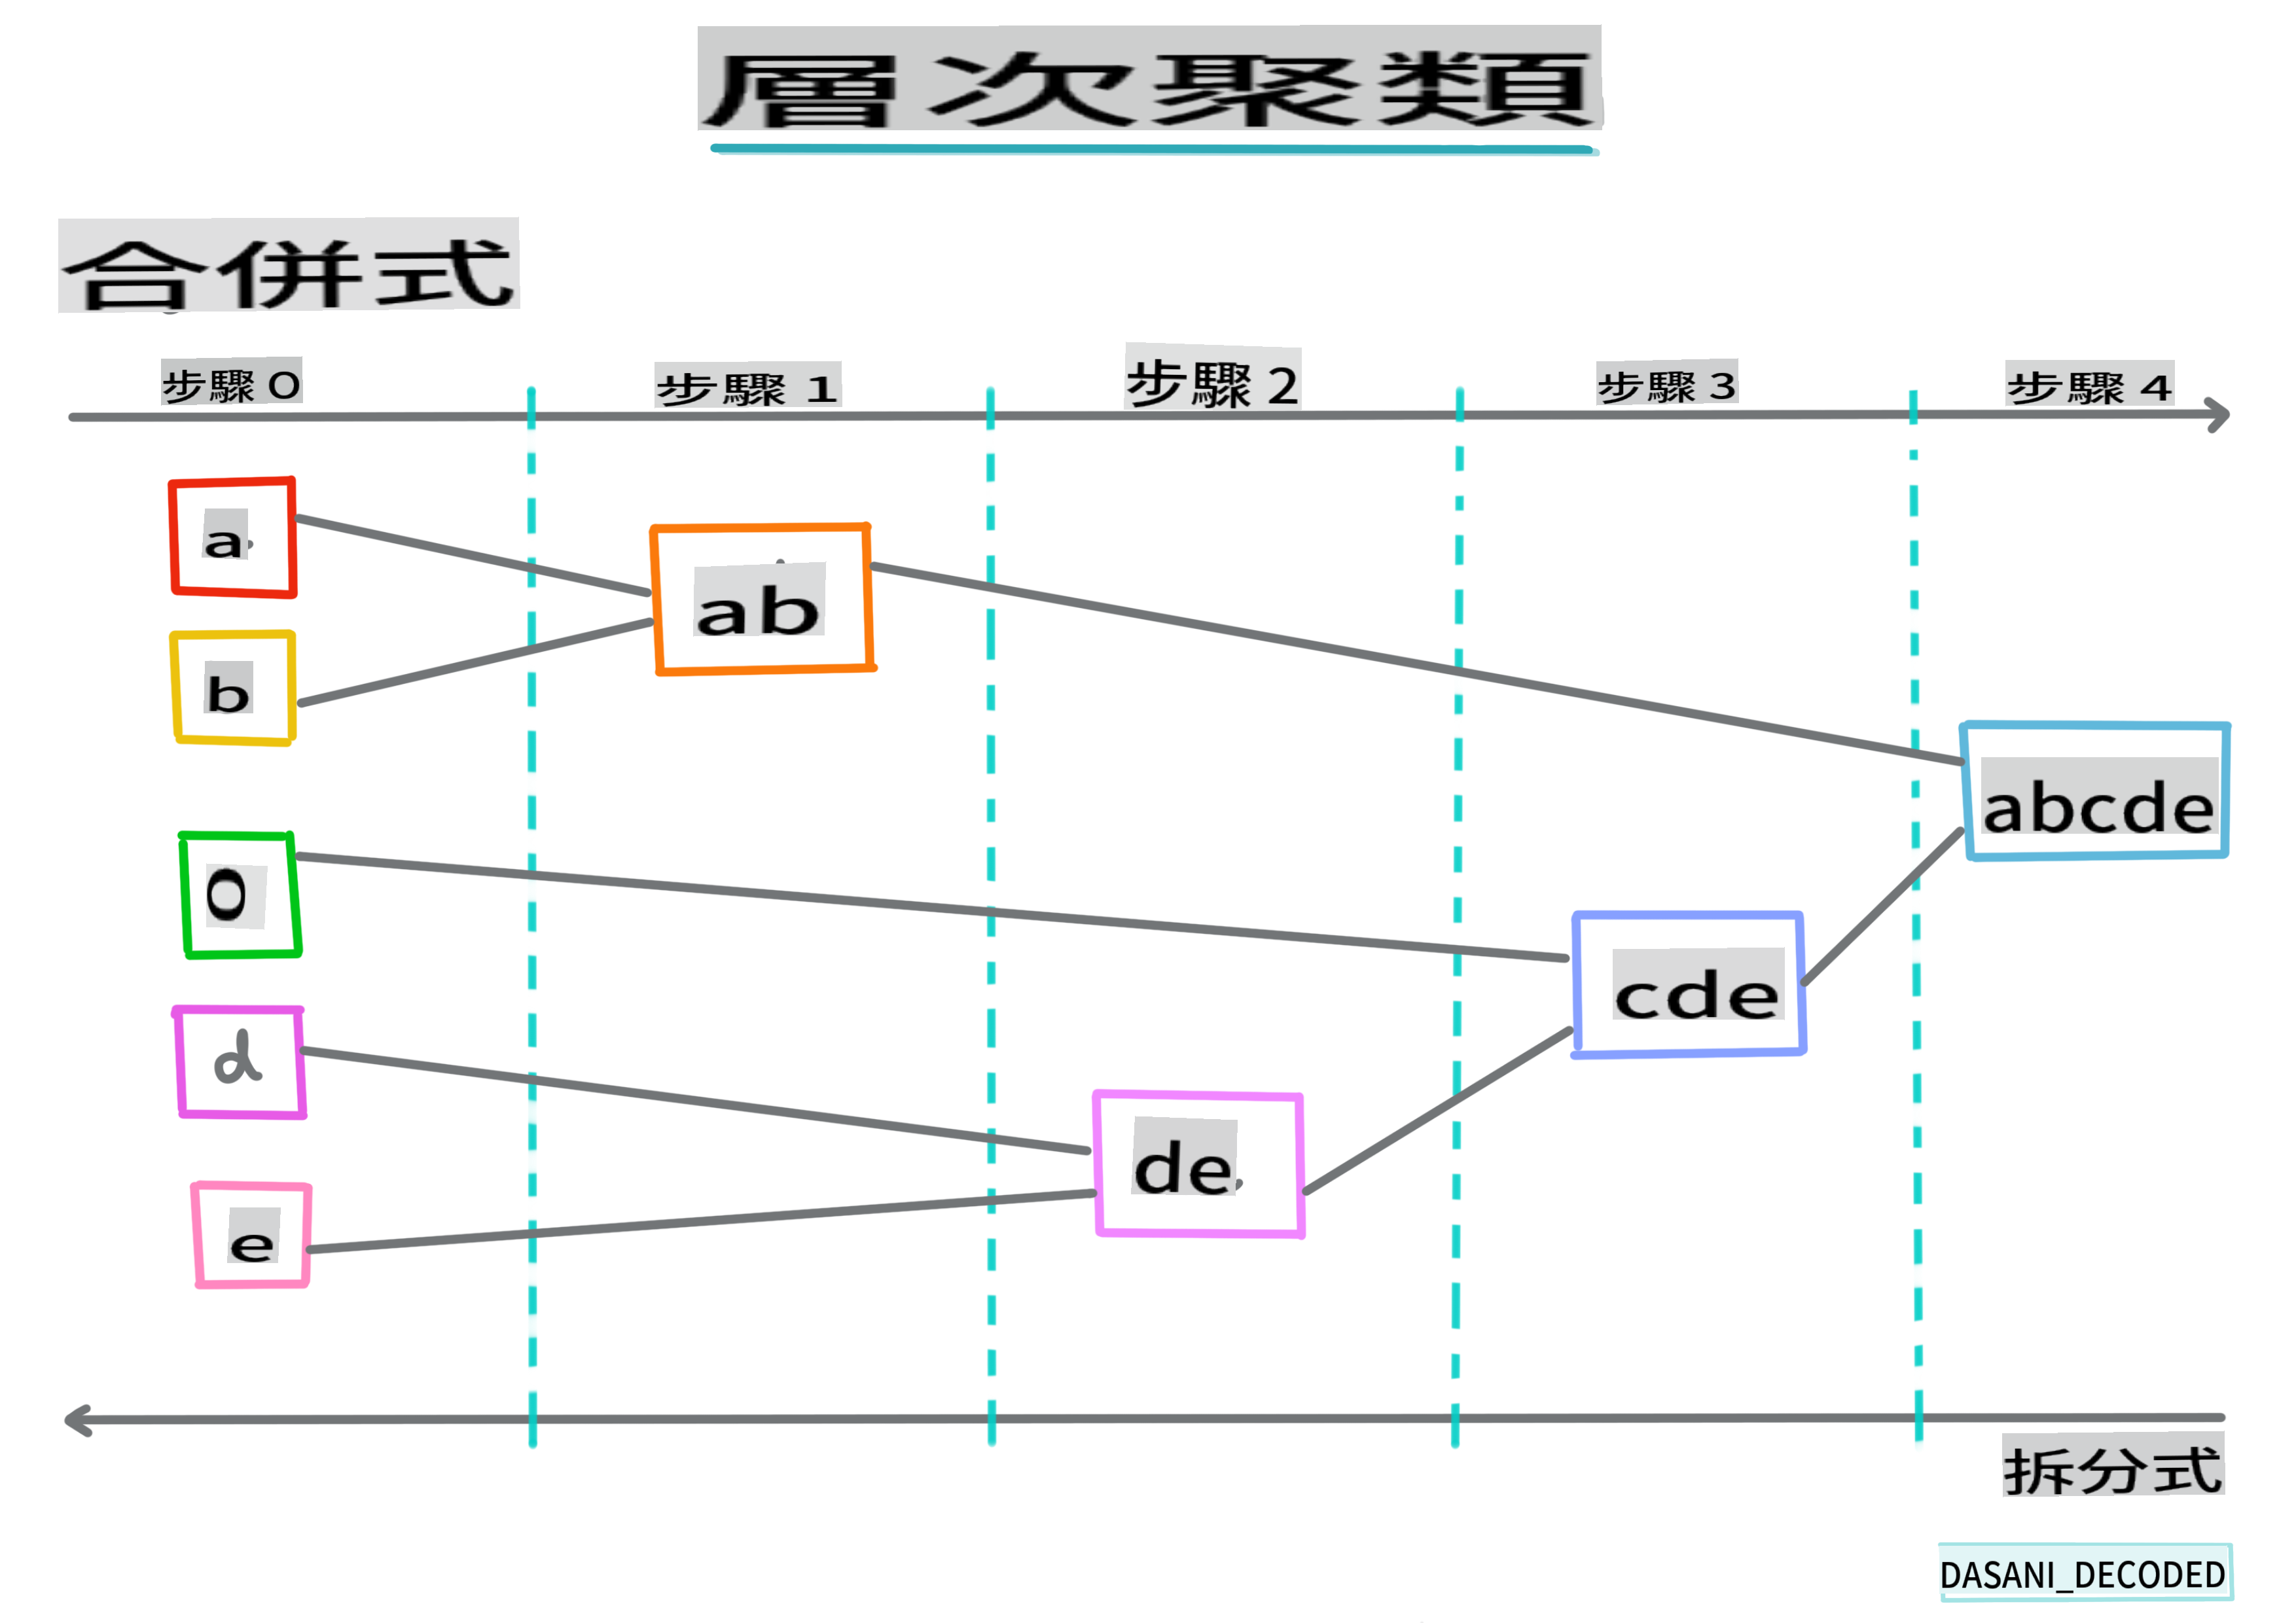 層次聚類
合併式
步驟 0
步驟 1
步驟 2
步驟 3
步驟 4
a
b
ab
abcde
0
cde
d
de
e
拆分式
DASANI_DECODED